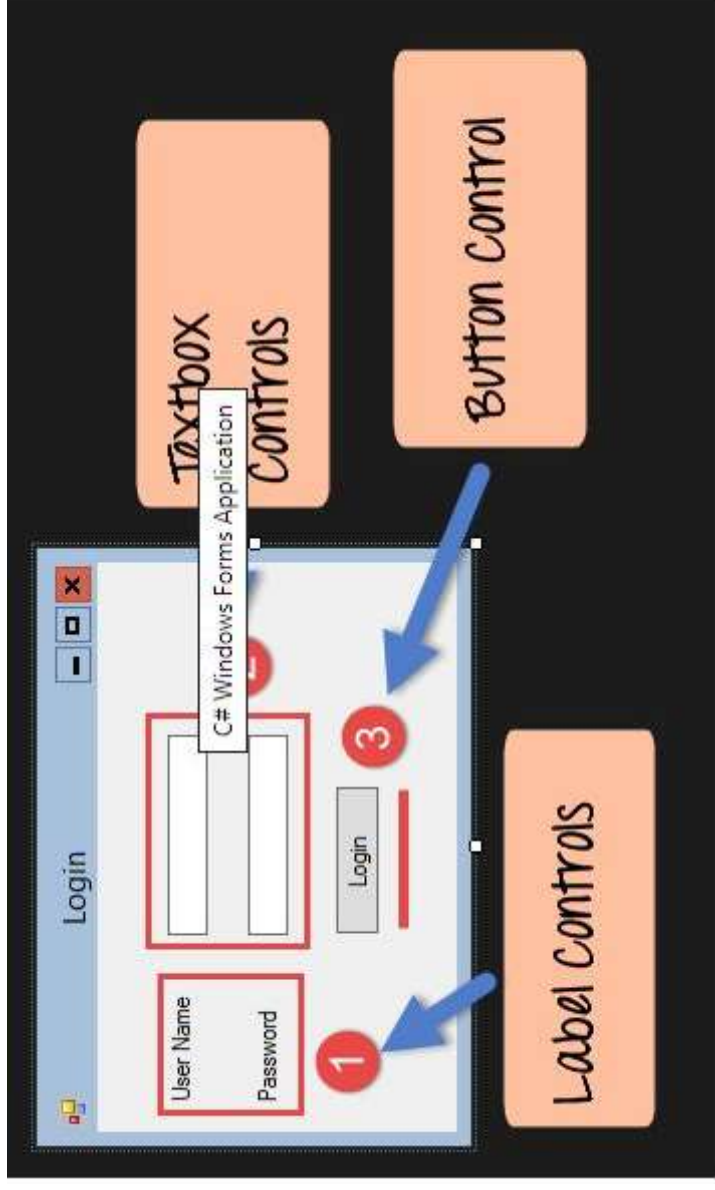 Login
User Name
Password
Login
1
2
3
C# Windows Forms Application
Textbox
Controls
Button Control
Label Controls